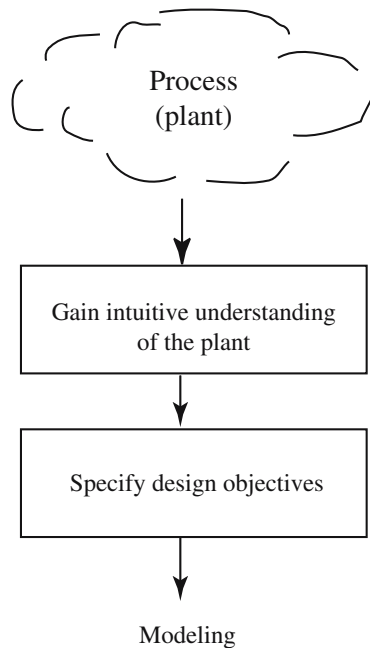 Process
(plant)
Gain intuitive understanding
of the plant
Specify design objectives
Modeling